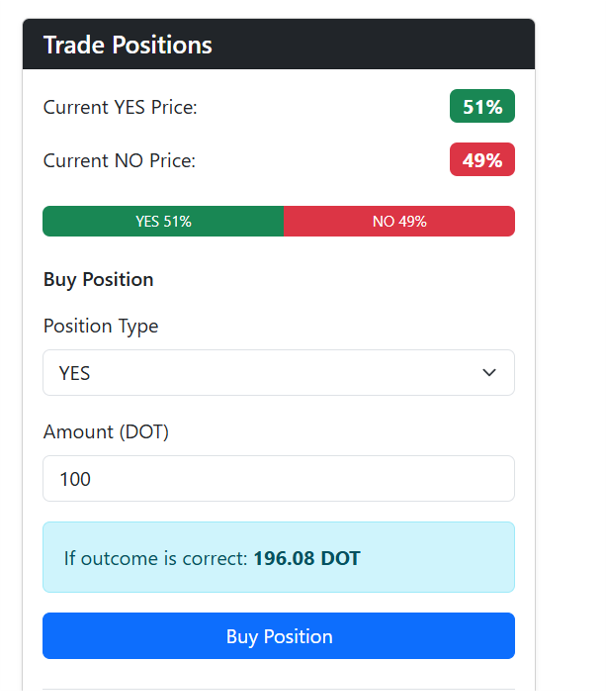 Trade Positions
Current YES Price: 51%
Current NO Price: 49%
YES 51% NO 49%
Buy Position
Position Type
YES
Amount (DOT)
100
If outcome is correct: 196.08 DOT
Buy Position